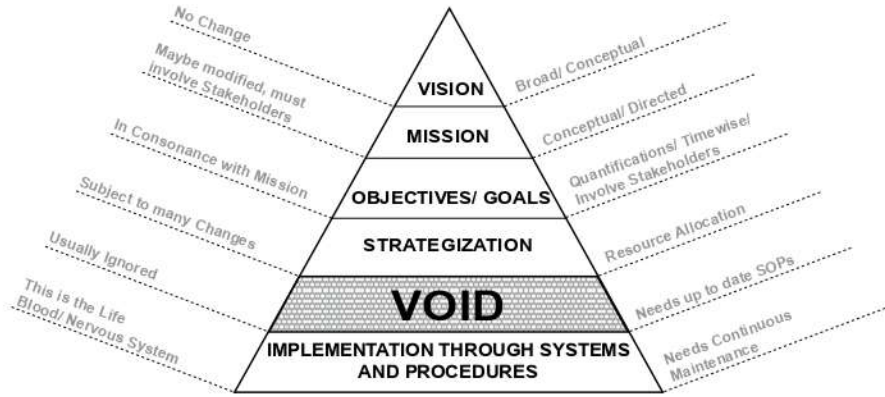 No Change
Maybe modified, must
involve Stakeholders
In Consonance with Mission
Subject to many Changes
Usually Ignored
This is the Life
Blood/ Nervous System
VISION
MISSION
OBJECTIVES/ GOALS
STRATEGIZATION
VOID
IMPLEMENTATION THROUGH SYSTEMS
AND PROCEDURES
Broad/ Conceptual
Conceptual/ Directed
Quantifications/ Timewise/
Involve Stakeholders
Resource Allocation
Needs up to date SOPs
Needs Continuous
Maintenance